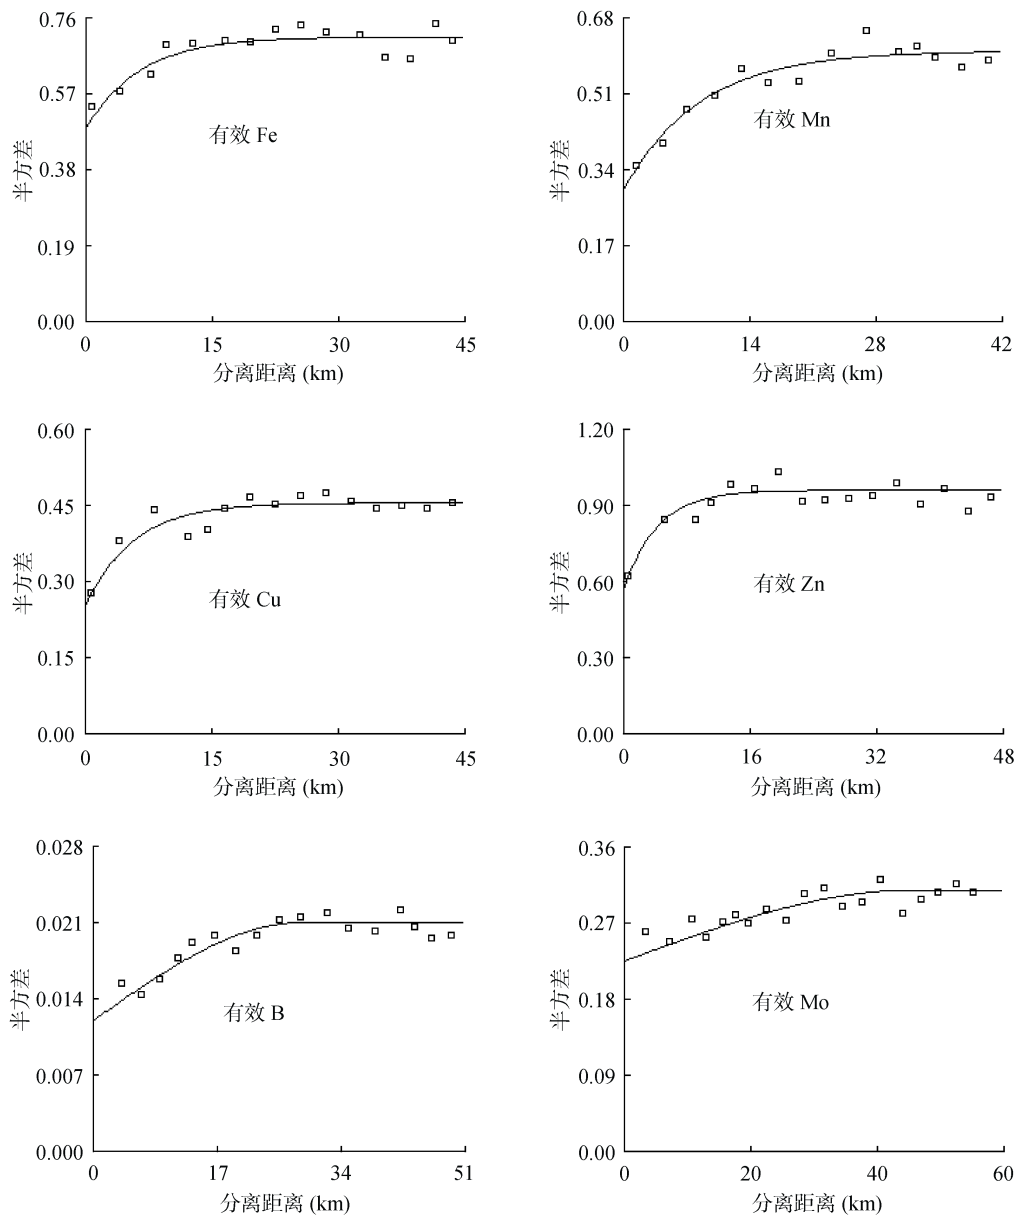 0.76
0.57
0.38
0.19
0.00
半方差
有效 Fe
0 15 30 45
分离距离 (km)
0.68
0.51
0.34
0.17
0.00
半方差
有效 Mn
0 14 28 42
分离距离 (km)
0.60
0.45
0.30
0.15
0.00
半方差
有效 Cu
0 15 30 45
分离距离 (km)
1.20
0.90
0.60
0.30
0.00
半方差
有效 Zn
0 16 32 48
分离距离 (km)
0.028
0.021
0.014
0.007
0.000
半方差
有效 B
0 17 34 51
分离距离 (km)
0.36
0.27
0.18
0.09
0.00
半方差
有效 Mo
0 20 40 60
分离距离 (km)